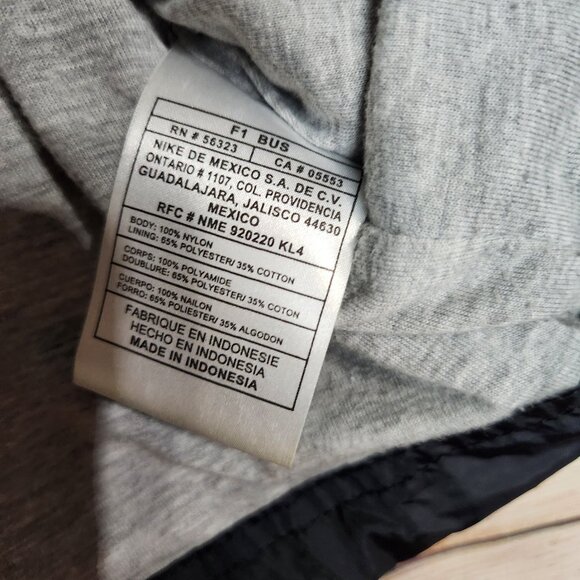 F1 BUS
RN # 56323 CA # 05553
NIKE DE MEXICO S.A. DE C.V.
ONTARIO # 1107, COL. PROVIDENCIA
GUADALAJARA, JALISCO 44630
MEXICO
RFC # NME 920220 KL4
BODY: 100% NYLON
LINING: 65% POLYESTER/ 35% COTTON
CORPS: 100% POLYAMIDE
DOUBLURE: 65% POLYESTER/ 35% COTON
CUERPO: 100% NAILON
FORRO: 65% POLIESTER/ 35% ALGODON
FABRIQUE EN INDONESIE
HECHO EN INDONESIA
MADE IN INDONESIA